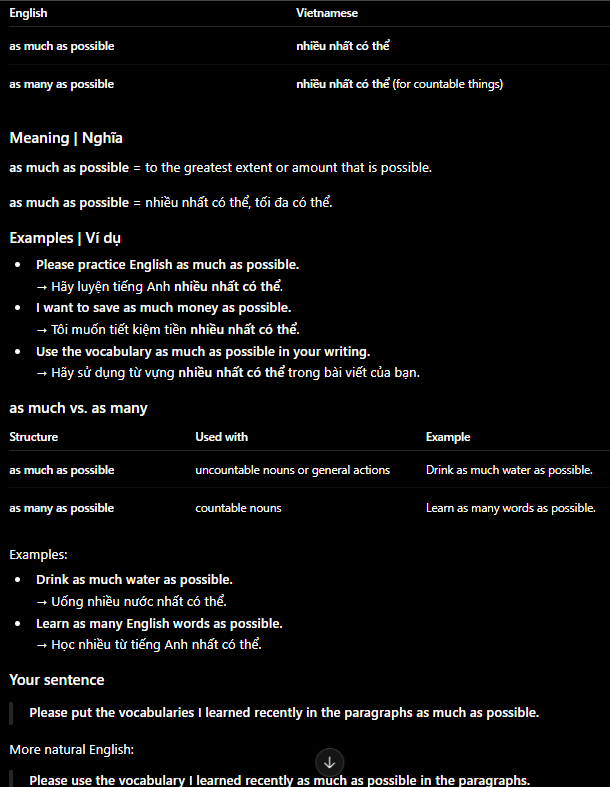 English Vietnamese
as much as possible nhiều nhất có thể
as many as possible nhiều nhất có thể (for countable things)
Meaning | Nghĩa
as much as possible = to the greatest extent or amount that is possible.
as much as possible = nhiều nhất có thể, tối đa có thể.
Examples | Ví dụ
• Please practice English as much as possible.
→ Hãy luyện tiếng Anh nhiều nhất có thể.
• I want to save as much money as possible.
→ Tôi muốn tiết kiệm tiền nhiều nhất có thể.
• Use the vocabulary as much as possible in your writing.
→ Hãy sử dụng từ vựng nhiều nhất có thể trong bài viết của bạn.
as much vs. as many
Structure Used with Example
as much as possible uncountable nouns or general actions Drink as much water as possible.
as many as possible countable nouns Learn as many words as possible.
Examples:
• Drink as much water as possible.
→ Uống nhiều nước nhất có thể.
• Learn as many English words as possible.
→ Học nhiều từ tiếng Anh nhất có thể.
Your sentence
Please put the vocabularies I learned recently in the paragraphs as much as possible.
More natural English:
Please use the vocabulary I learned recently as much as possible in the paragraphs.